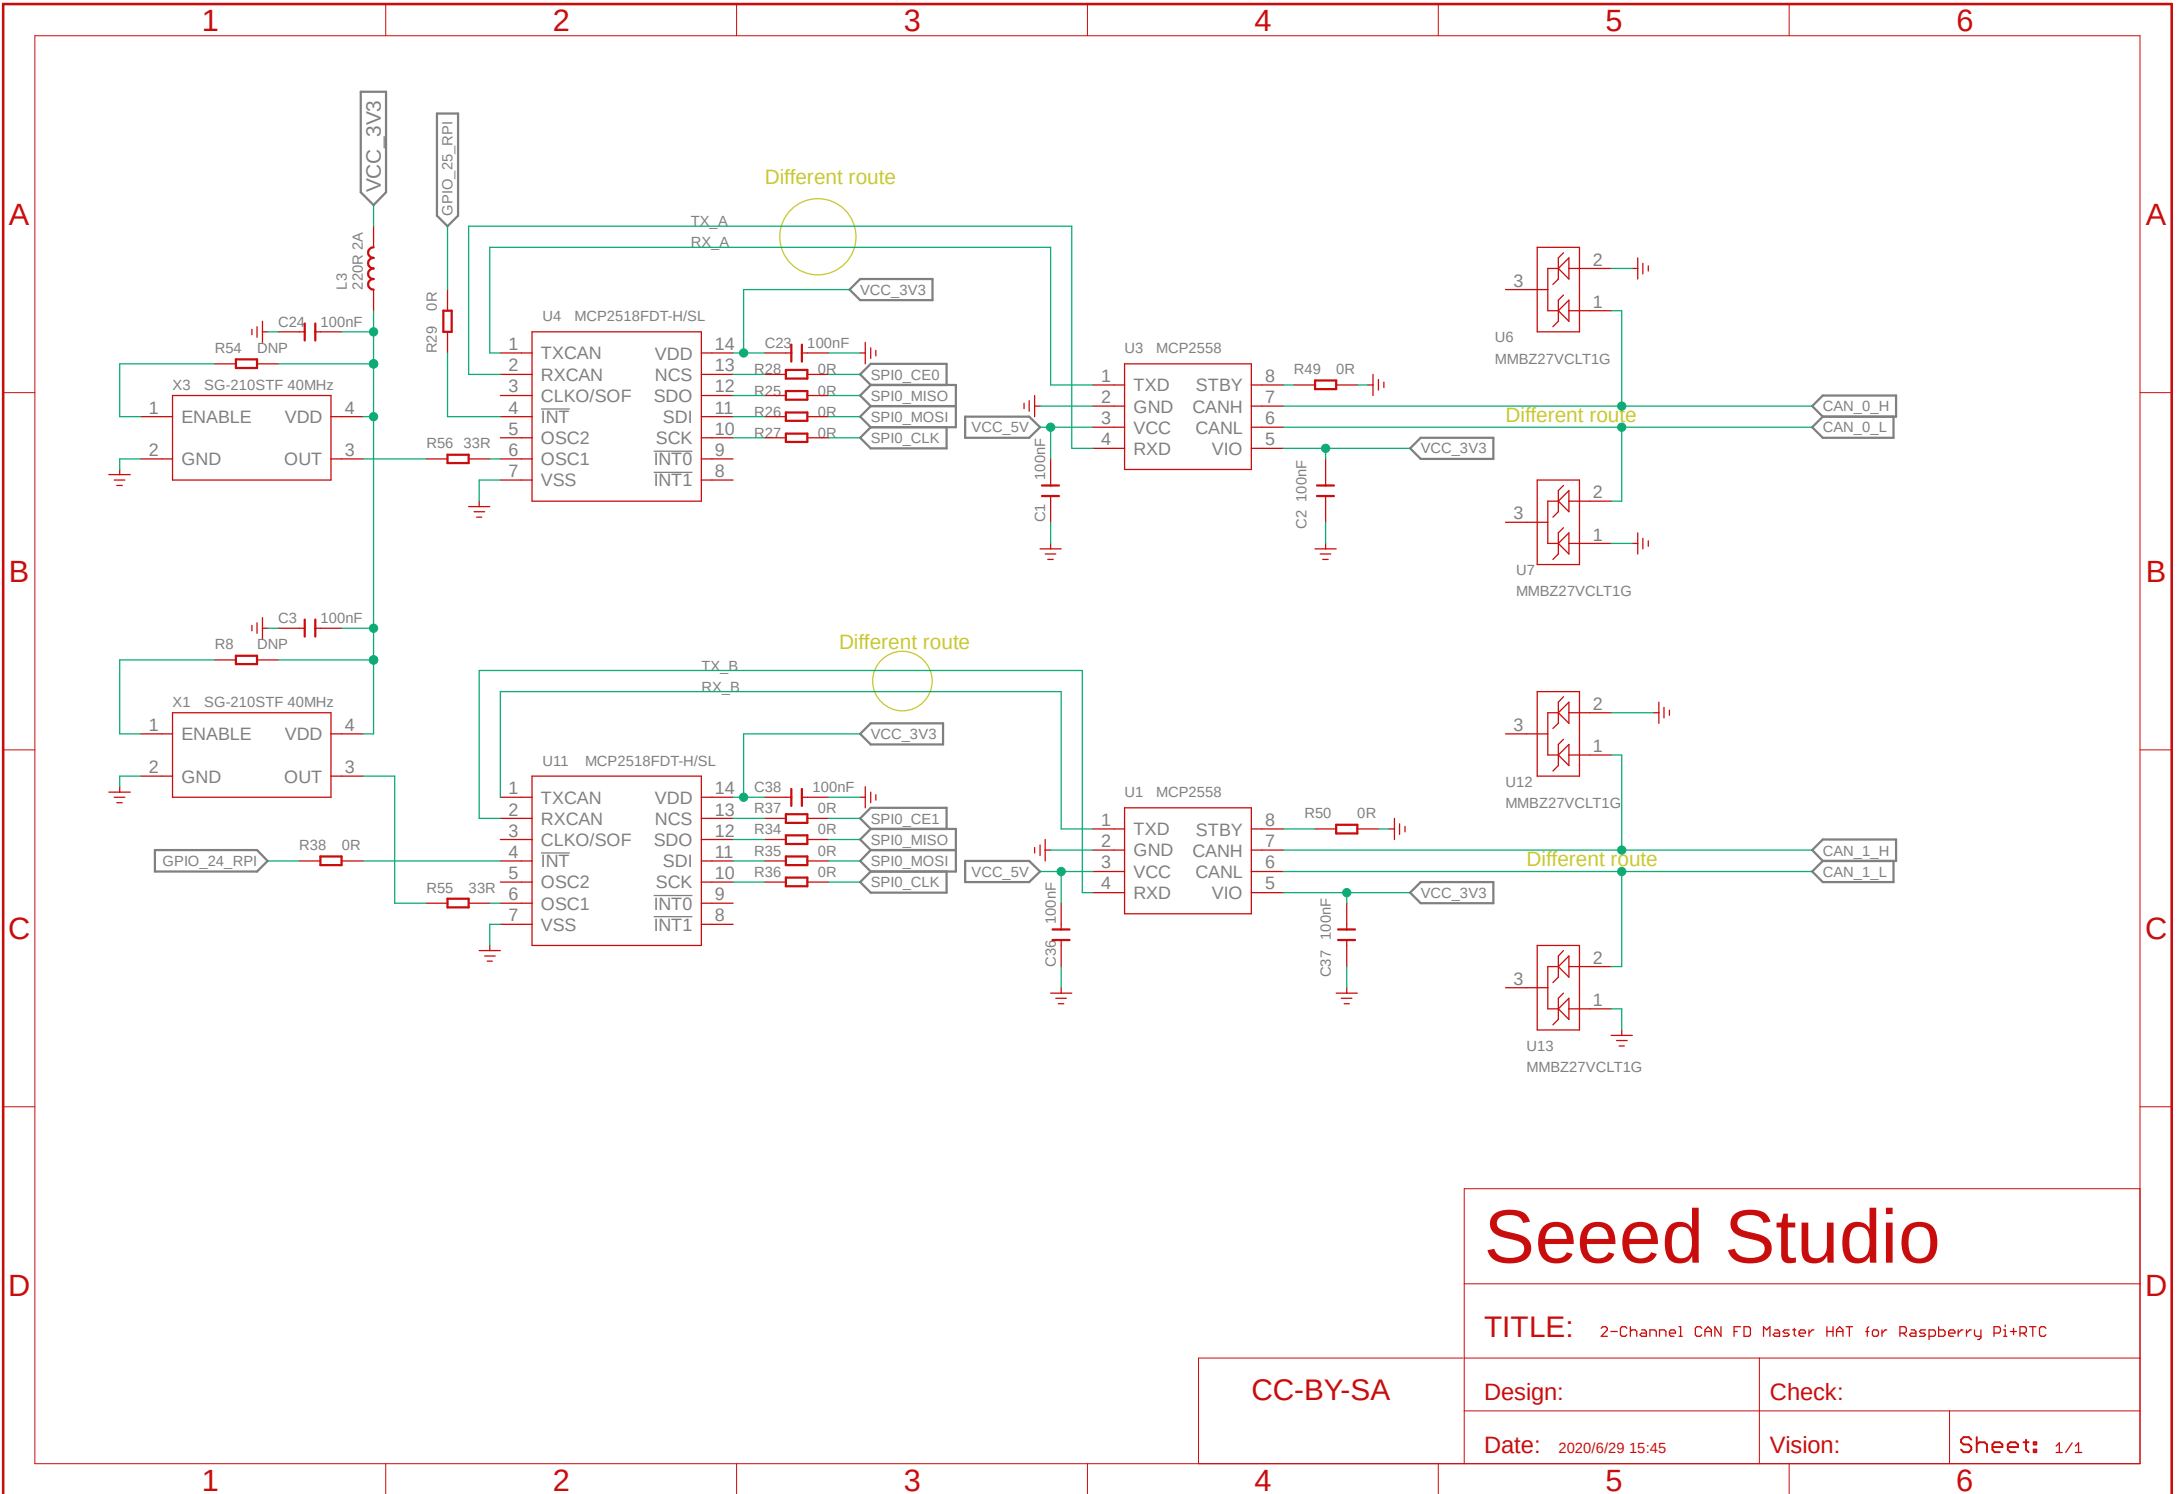 1 2 3 4 5 6
A A
B B
C C
D D
VCC_3V3
GPIO_25_RPI
L3
220R 2A
C24 100nF
R54 DNP
X3 SG-210STF 40MHz
1 ENABLE VDD 4
2 GND OUT 3
R29 0R
R56 33R
TX_A
RX_A
Different route
VCC_3V3
U4 MCP2518FDT-H/SL
1 TXCAN VDD 14
2 RXCAN NCS 13
3 CLKO/SOF SDO 12
4 INT SDI 11
5 OSC2 SCK 10
6 OSC1 INT0 9
7 VSS INT1 8
C23 100nF
R28 0R SPI0_CE0
R25 0R SPI0_MISO
R26 0R SPI0_MOSI
R27 0R SPI0_CLK
VCC_5V
C1 100nF
U3 MCP2558
1 TXD STBY 8
2 GND CANH 7
3 VCC CANL 6
4 RXD VIO 5
R49 0R
C2 100nF
VCC_3V3
3 2 1
U6
MMBZ27VCLT1G
Different route
CAN_0_H
CAN_0_L
3 2 1
U7
MMBZ27VCLT1G
C3 100nF
R8 DNP
X1 SG-210STF 40MHz
1 ENABLE VDD 4
2 GND OUT 3
GPIO_24_RPI
R38 0R
R55 33R
TX_B
RX_B
Different route
VCC_3V3
U11 MCP2518FDT-H/SL
1 TXCAN VDD 14
2 RXCAN NCS 13
3 CLKO/SOF SDO 12
4 INT SDI 11
5 OSC2 SCK 10
6 OSC1 INT0 9
7 VSS INT1 8
C38 100nF
R37 0R SPI0_CE1
R34 0R SPI0_MISO
R35 0R SPI0_MOSI
R36 0R SPI0_CLK
VCC_5V
C36 100nF
U1 MCP2558
1 TXD STBY 8
2 GND CANH 7
3 VCC CANL 6
4 RXD VIO 5
R50 0R
C37 100nF
VCC_3V3
3 2 1
U12
MMBZ27VCLT1G
Different route
CAN_1_H
CAN_1_L
3 2 1
U13
MMBZ27VCLT1G
Seeed Studio
TITLE: 2-Channel CAN FD Master HAT for Raspberry Pi+RTC
CC-BY-SA
Design: Check:
Date: 2020/6/29 15:45 Vision: Sheet: 1/1
1 2 3 4 5 6